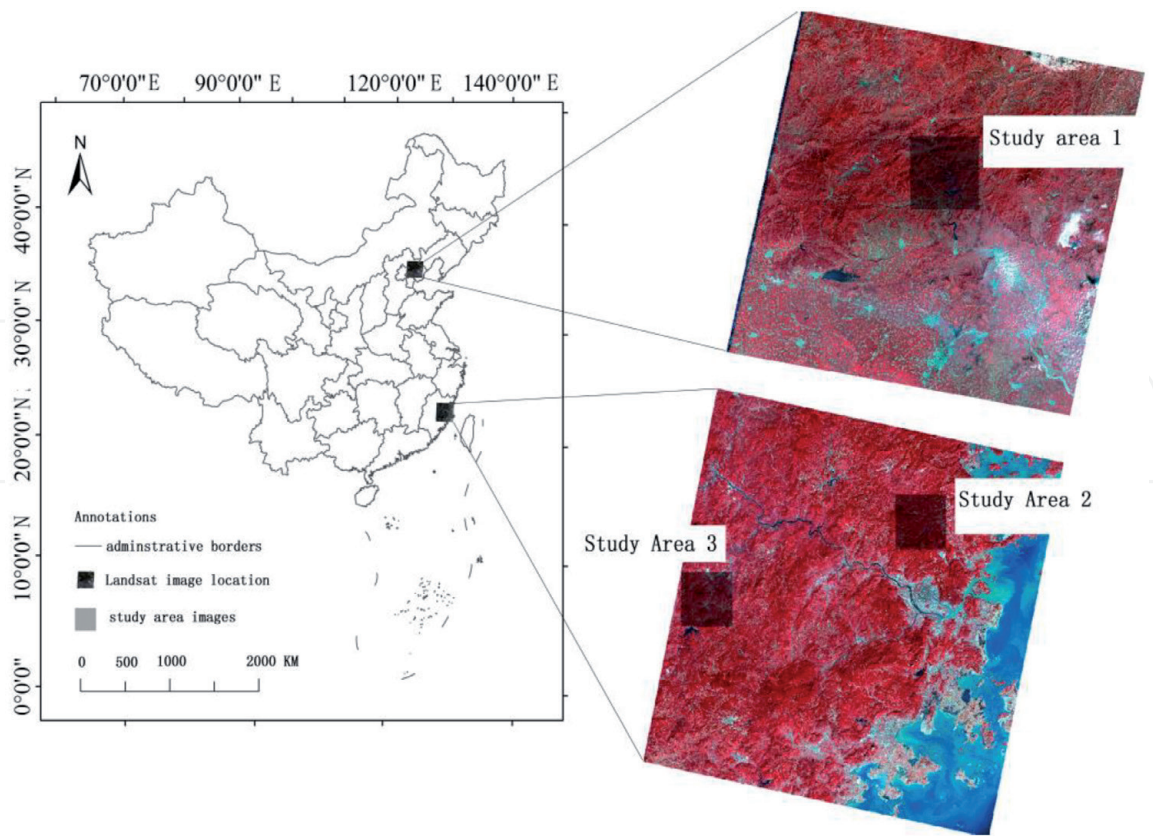 70°0′0″ E 90°0′0″ E 120°0′0″ E 140°0′0″ E
N
40°0′0″ N
30°0′0″ N
20°0′0″ N
10°0′0″ N
0°0′0″
Annotations
adminstrative borders
Landsat image location
study area images
0 500 1000 2000 KM
Study area 1
Study Area 2
Study Area 3